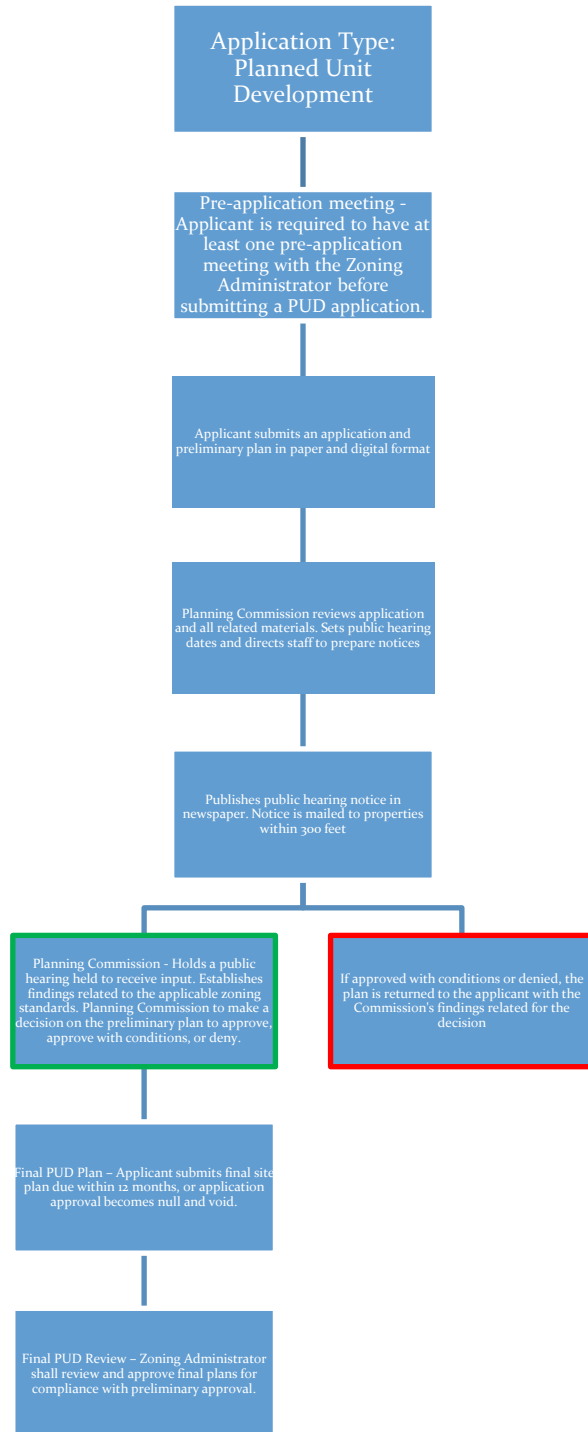 Application Type:
Planned Unit
Development
Pre-application meeting -
Applicant is required to have at
least one pre-application
meeting with the Zoning
Administrator before
submitting a PUD application.
Applicant submits an application and
preliminary plan in paper and digital format
Planning Commission reviews application
and all related materials. Sets public hearing
dates and directs staff to prepare notices
Publishes public hearing notice in
newspaper. Notice is mailed to properties
within 300 feet
Planning Commission - Holds a public
hearing held to receive input. Establishes
findings related to the applicable zoning
standards. Planning Commission to make a
decision on the preliminary plan to approve,
approve with conditions, or deny.
If approved with conditions or denied, the
plan is returned to the applicant with the
Commission's findings related for the
decision
Final PUD Plan – Applicant submits final site
plan due within 12 months, or application
approval becomes null and void.
Final PUD Review – Zoning Administrator
shall review and approve final plans for
compliance with preliminary approval.